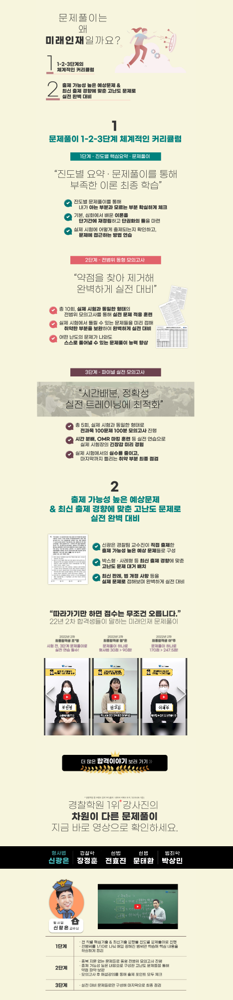 문제풀이는
왜
미래인재일까요?
1
1-2-3단계의
체계적인 커리큘럼
2
출제 가능성 높은 예상문제 &
최신 출제 경향에 맞춘 고난도 문제로
실전 완벽 대비
1
문제풀이 1-2-3단계 체계적인 커리큘럼
1단계 - 진도별 핵심요약 · 문제풀이
“진도별 요약 · 문제풀이를 통해
부족한 이론 최종 학습”
진도별 문제풀이를 통해
내가 아는 부분과 모르는 부분 확실하게 체크
기본, 심화에서 배운 이론을
단기간에 재정립하고 단권화의 틀을 마련
실제 시험에 어떻게 출제되는지 확인하고,
문제에 접근하는 방법 연습
2단계 - 전범위 동형 모의고사
“약점을 찾아 제거해
완벽하게 실전 대비”
총 10회, 실제 시험과 동일한 형태의
전범위 모의고사를 통해 실전 문제 적응 훈련
실제 시험에서 틀릴 수 있는 문제들을 미리 접해
취약한 부분을 보완하여 완벽하게 실전 대비
어떤 난도의 문제가 나와도
스스로 풀어낼 수 있는 문제풀이 능력 향상
3단계 - 파이널 실전 모의고사
“시간배분, 정확성
실전 트레이닝에 최적화”
총 5회, 실제 시험과 동일한 형태로
전과목 100문제 100분 모의고사 진행
시간 분배, OMR 마킹 훈련 등 실전 연습으로
실제 시험장의 긴장감 미리 경험
실제 시험에서의 실수를 줄이고,
마지막까지 틀리는 취약 부분 최종 점검
2
출제 가능성 높은 예상문제
& 최신 출제 경향에 맞춘 고난도 문제로
실전 완벽 대비
신광은 경찰팀 교수진이 직접 출제한
출제 가능성 높은 예상 문제들로 구성
박스형 · 사례형 등 최신 출제 경향에 맞춘
고난도 문제 대거 배치
최신 판례, 법 개정 사항 등을
실제 문제로 접해보며 완벽하게 실전 대비
“따라가기만 하면 점수는 무조건 오릅니다.”
22년 2차 합격생들이 말하는 미래인재 문제풀이
2022년 2차 2022년 2차 2022년 2차
최종합격생 조*영 최종합격생 엄*은 최종합격생 이*주
시험 전, 3단계 문제풀이로 문제풀이 하나로 문제풀이 하나로
실전 연습 필수! 형사법 30점 > 90점! 170점 > 247.5점!
조민영 엄고은 이예주
더 많은 합격이야기 보러 가기 》
경찰학원 1위* 강사진의
차원이 다른 문제풀이
지금 바로 영상으로 확인하세요.
형사법 경찰학 헌법 헌법 범죄학
신광은 장정훈 전효진 문태환 박상민
형사법
신광은 교수님
1단계
· 전 직렬 핵심기출 & 최신기출 문항을 진도별 문제풀이로 진행
· 전범위를 1/10로 나눠 매일 정해진 범위만 학습해 핵심 내용을
확실하게 정리
2단계
· 중복 지문 없는 문제들로 동형 전범위 모의고사 진행
· 출제 가능성 높은 내용으로 구성한 고난도 문제들을 통해
약점 파악·보완
· 모의고사 후 해설강의를 통해 출제 포인트 모두 체크
3단계
· 실전 대비 문제들로만 구성해 마지막으로 최종 점검